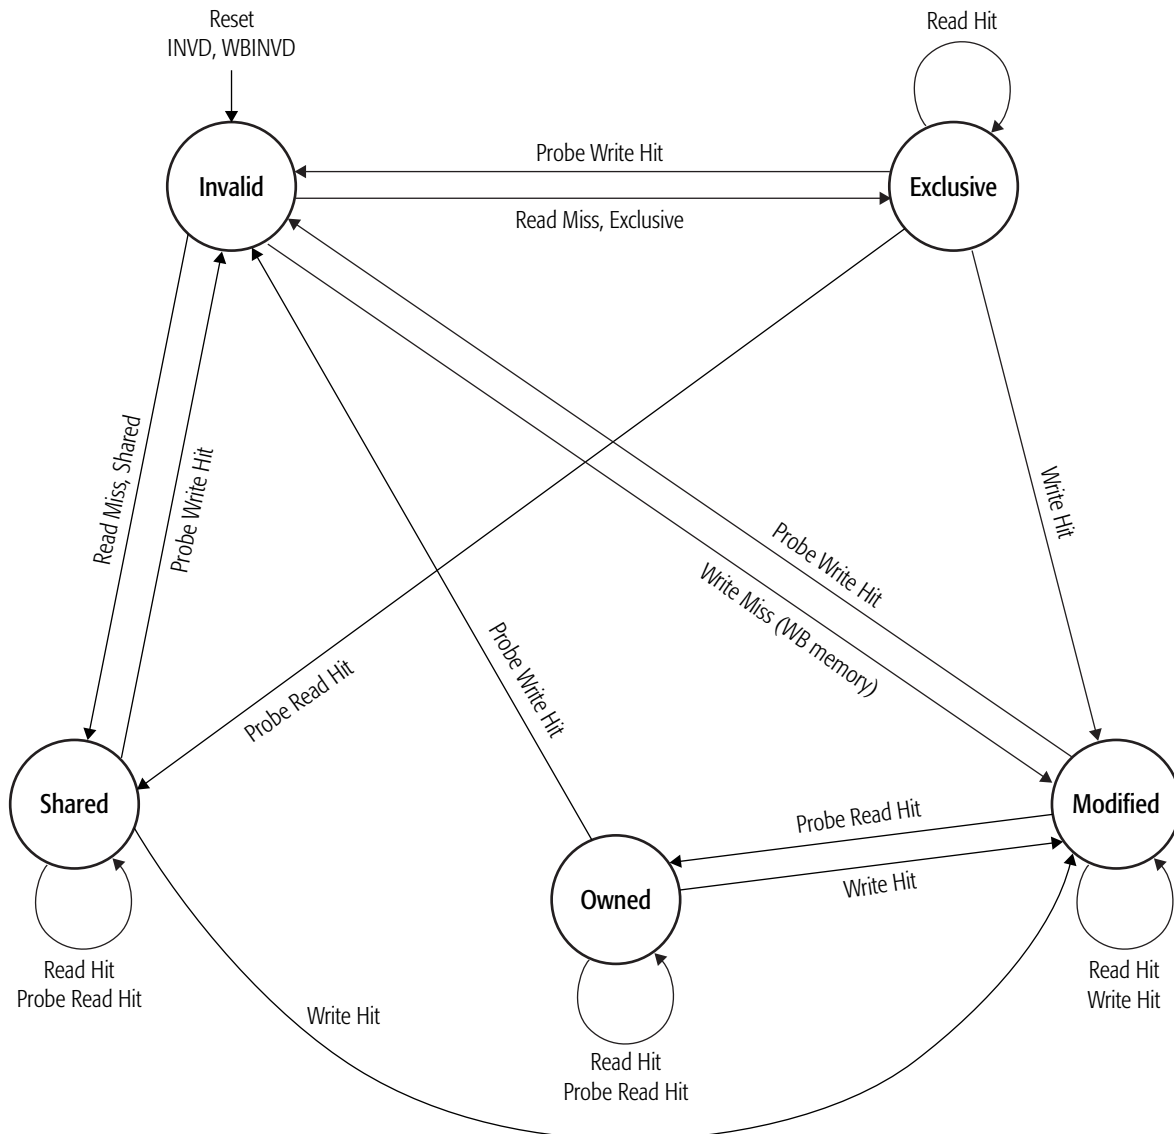 Reset
INVD, WBINVD
Read Hit
Invalid
Probe Write Hit
Exclusive
Read Miss, Exclusive
Read Miss, Shared
Probe Write Hit
Probe Write Hit
Write Hit
Write Miss (WB memory)
Probe Write Hit
Probe Read Hit
Shared
Probe Read Hit
Modified
Write Hit
Owned
Read Hit
Probe Read Hit
Read Hit
Write Hit
Write Hit
Read Hit
Probe Read Hit